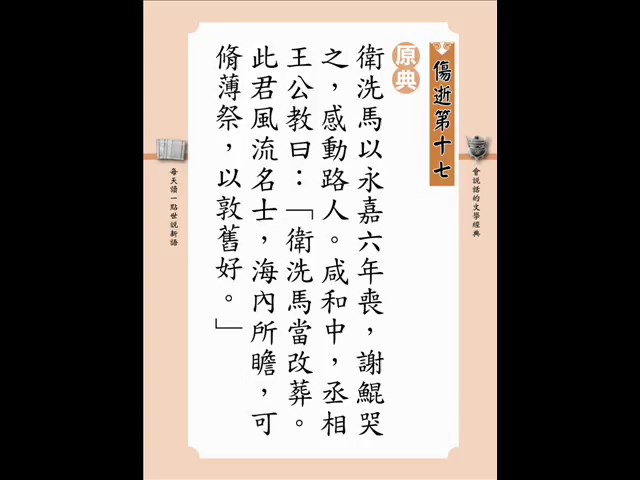 會說話的文學經典
傷逝第十七
原典
衛洗馬以永嘉六年喪，謝鯤哭
之，感動路人。咸和中，丞相
王公教曰：「衛洗馬當改葬。
此君風流名士，海內所瞻，可
脩薄祭，以敦舊好。」
每天讀一點世說新語